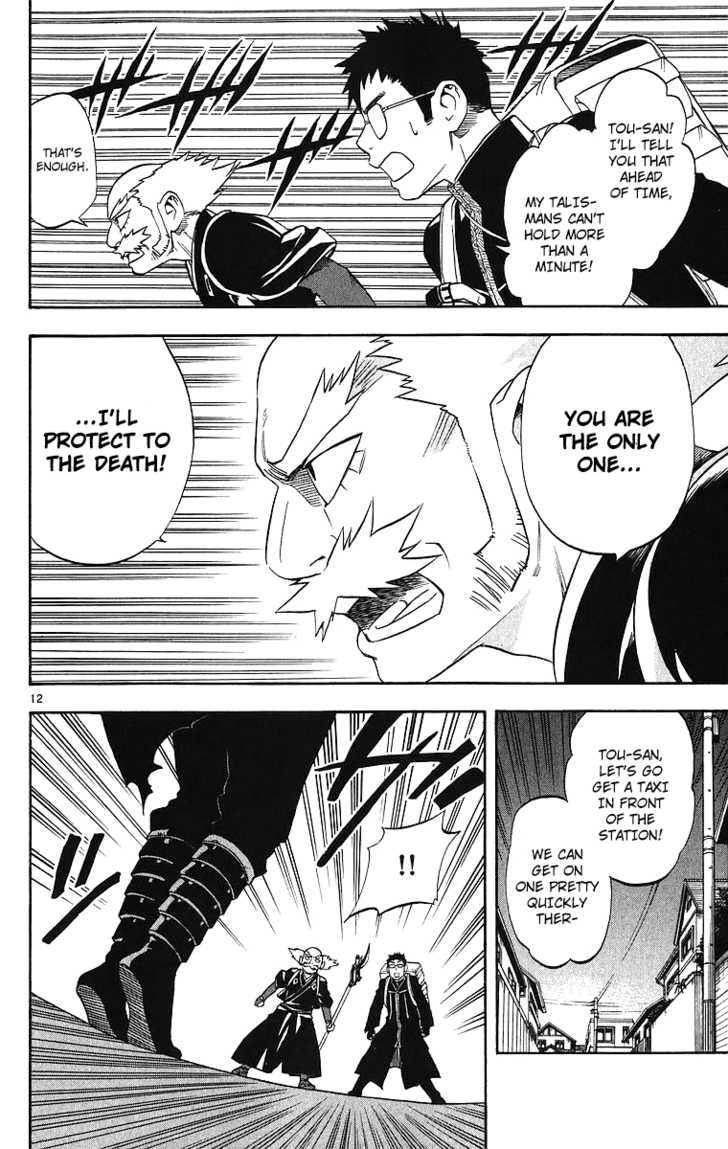 TOU-SAN!
I'LL TELL
YOU THAT
AHEAD
OF TIME,
MY TALIS-
MANS CAN'T
HOLD MORE
THAN A
MINUTE!
THAT'S
ENOUGH.
YOU ARE
THE ONLY
ONE...
...I'LL
PROTECT TO
THE DEATH!
12
TOU-SAN,
LET'S GO
GET A TAXI
IN FRONT
OF THE
STATION!
WE CAN
GET ON
ONE PRETTY
QUICKLY
THER-
!!